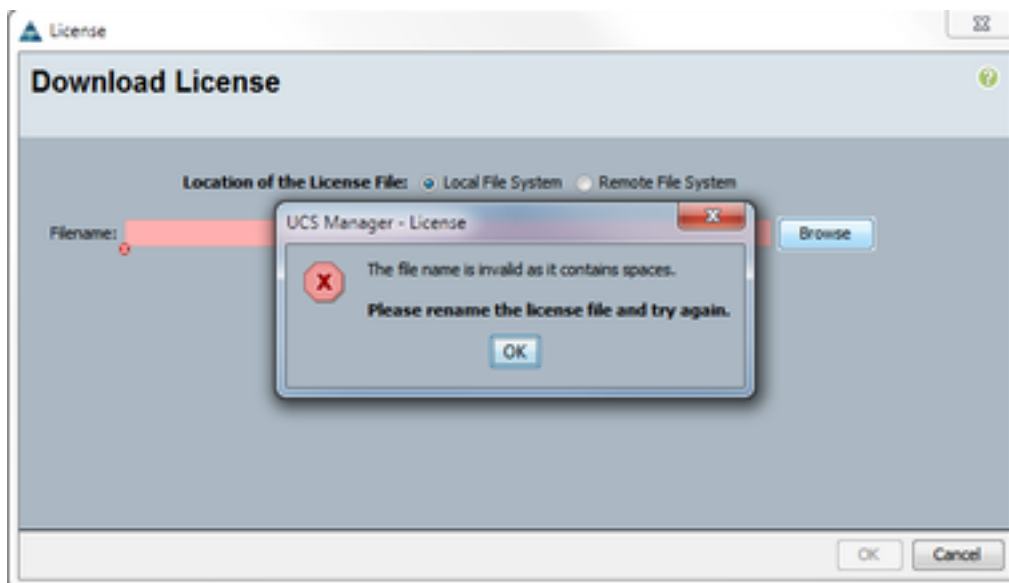 License
Download License
Location of the License File: Local File System Remote File System
UCS Manager - License
Filename: Browse
The file name is invalid as it contains spaces.
Please rename the license file and try again.
OK
OK Cancel